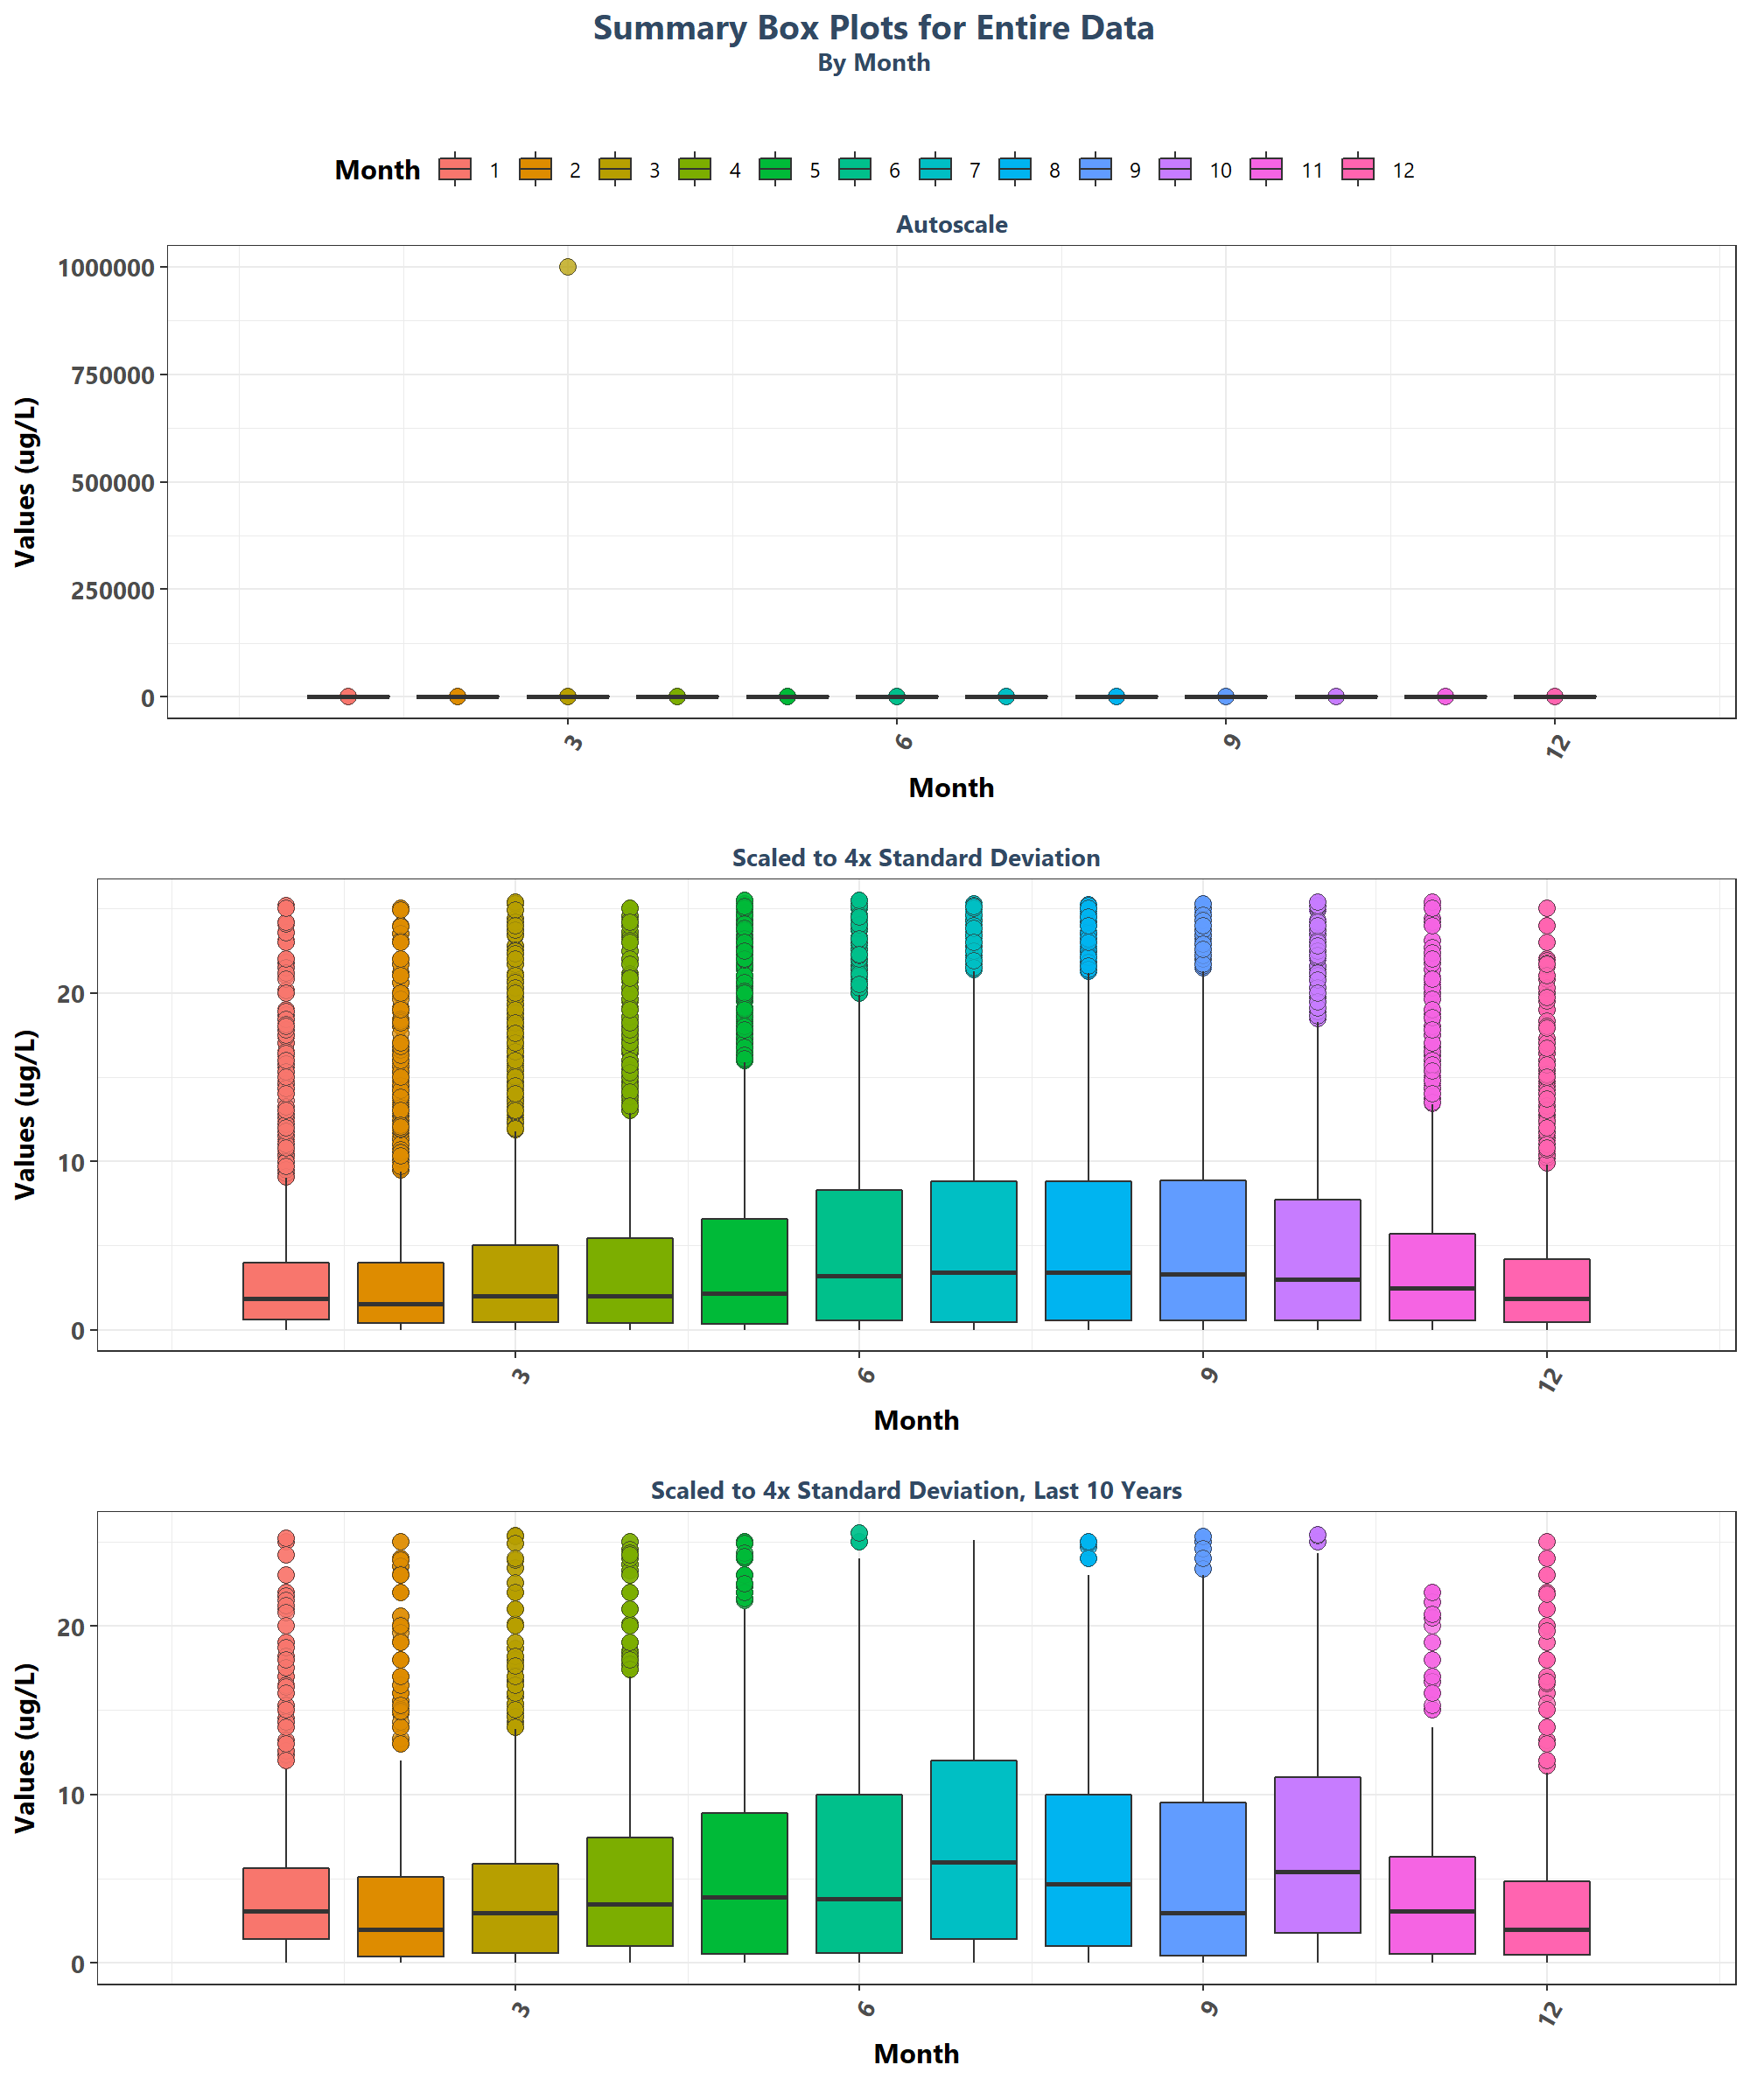 Summary Box Plots for Entire Data
By Month
Month 1 2 3 4 5 6 7 8 9 10 11 12
Autoscale
Values (ug/L)
1000000
750000
500000
250000
0
3 6 9 12
Month
Scaled to 4x Standard Deviation
Values (ug/L)
20
10
0
3 6 9 12
Month
Scaled to 4x Standard Deviation, Last 10 Years
Values (ug/L)
20
10
0
3 6 9 12
Month